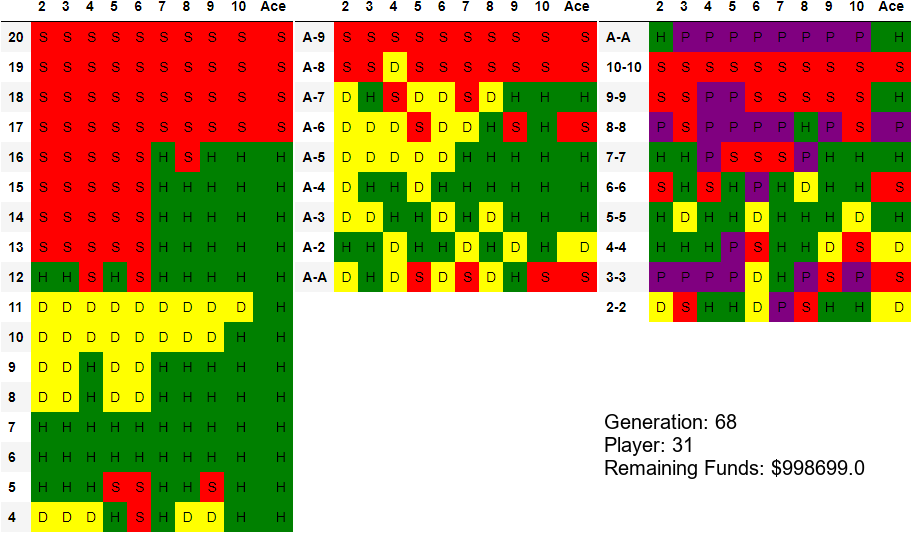 2 3 4 5 6 7 8 9 10 Ace
20 S S S S S S S S S S
19 S S S S S S S S S S
18 S S S S S S S S S S
17 S S S S S S S S S S
16 S S S S S H S H H H
15 S S S S S H H H H H
14 S S S S S H H H H H
13 S S S S S H H H H H
12 H H S H S H H H H H
11 D D D D D D D D D H
10 D D D D D D D D H H
9 D D H D D H H H H H
8 D D H D D H H H H H
7 H H H H H H H H H H
6 H H H H H H H H H H
5 H H H S S H H S H H
4 D D D H S H D D H H
2 3 4 5 6 7 8 9 10 Ace
A-9 S S S S S S S S S S
A-8 S S D S S S S S S S
A-7 D H S D D S D H H H
A-6 D D D S D D H S H S
A-5 D D D D D H H H H H
A-4 D H H D H H H H H H
A-3 D D H H D H D H H H
A-2 H H D H H D H D H D
A-A D H D S D S D H S S
2 3 4 5 6 7 8 9 10 Ace
A-A H P P P P P P P P H
10-10 S S S S S S S S S S
9-9 S S P P S S S S S H
8-8 P S P P P P H P S P
7-7 H H P S S S P H H H
6-6 S H S H P H D H H S
5-5 H D H H D H H H D H
4-4 H H H P S H H D S D
3-3 P P P P D H P S P S
2-2 D S H H D P S H H D
Generation: 68
Player: 31
Remaining Funds: $998699.0